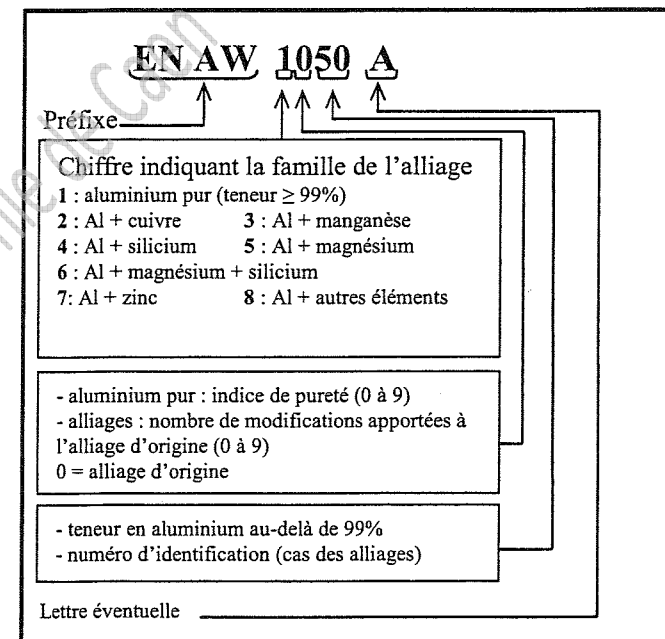 EN AW 1050 A
Préfixe
Chiffre indiquant la famille de l'alliage
1 : aluminium pur (teneur ≥ 99%)
2 : Al + cuivre 3 : Al + manganèse
4 : Al + silicium 5 : Al + magnésium
6 : Al + magnésium + silicium
7: Al + zinc 8 : Al + autres éléments
- aluminium pur : indice de pureté (0 à 9)
- alliages : nombre de modifications apportées à
l'alliage d'origine (0 à 9)
0 = alliage d'origine
- teneur en aluminium au-delà de 99%
- numéro d'identification (cas des alliages)
Lettre éventuelle
ille de Caen